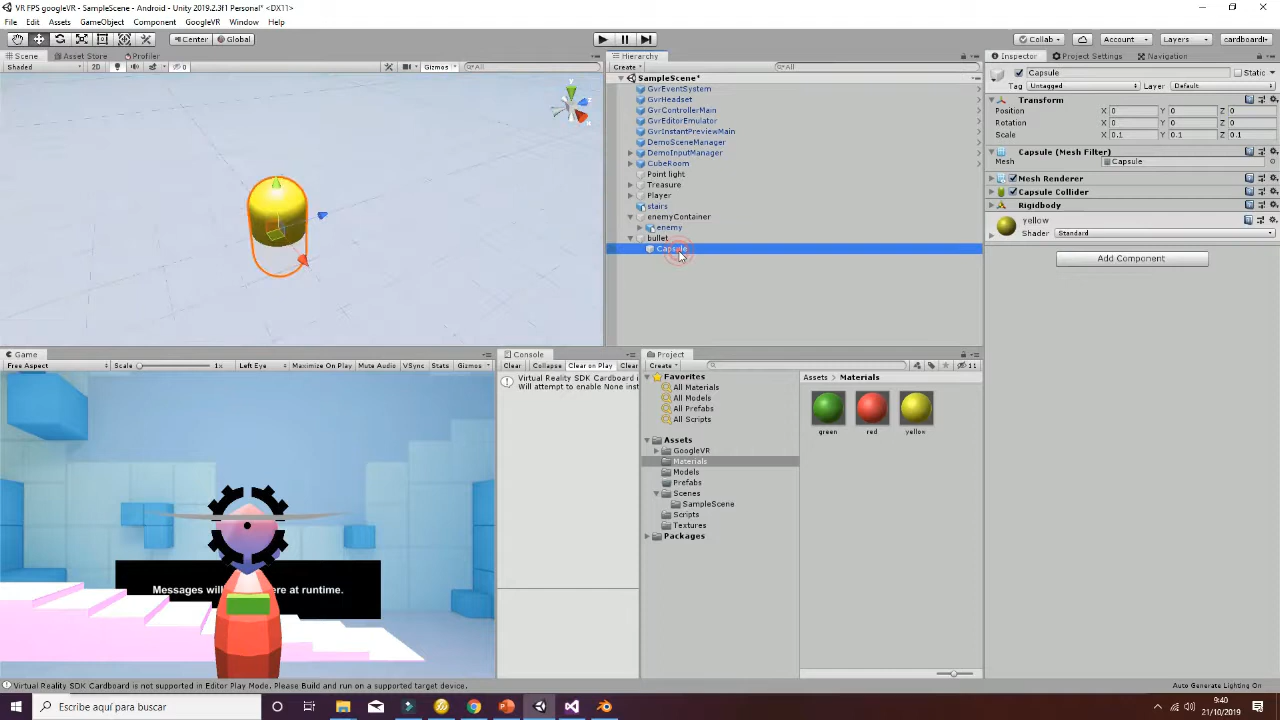 VR FPS googleVR - SampleScene - Android - Unity 2019.2.3f1 Personal* <DX11>
File Edit Assets GameObject Component GoogleVR Window Help
Center Global Collab Account Layers cardboard
Scene Asset Store Profiler
Shaded 2D Gizmos All
Hierarchy
Create All
SampleScene*
GvrEventSystem
GvrHeadset
GvrControllerMain
GvrEditorEmulator
GvrInstantPreviewMain
DemoSceneManager
DemoInputManager
CubeRoom
Point light
Treasure
Player
stairs
enemyContainer
enemy
bullet
Capsule
Inspector Project Settings Navigation
Capsule Static
Tag Untagged Layer Default
Transform
Position X 0 Y 0 Z 0
Rotation X 0 Y 0 Z 0
Scale X 0.1 Y 0.1 Z 0.1
Capsule (Mesh Filter)
Mesh Capsule
Mesh Renderer
Capsule Collider
Rigidbody
yellow
Shader Standard
Add Component
Game
Free Aspect Scale 1x Left Eye Maximize On Play Mute Audio VSync Stats Gizmos
Messages will here at runtime.
Console
Clear Collapse Clear on Play Clear
Virtual Reality SDK Cardboard i
Will attempt to enable None inst
Project
Create 11
Favorites
All Materials
All Models
All Prefabs
All Scripts
Assets
GoogleVR
Materials
Models
Prefabs
Scenes
SampleScene
Scripts
Textures
Packages
Assets Materials
green red yellow
Virtual Reality SDK Cardboard is not supported in Editor Play Mode. Please Build and run on a supported target device.
Auto Generate Lighting On
Escribe aquí para buscar
9:40
21/10/2019